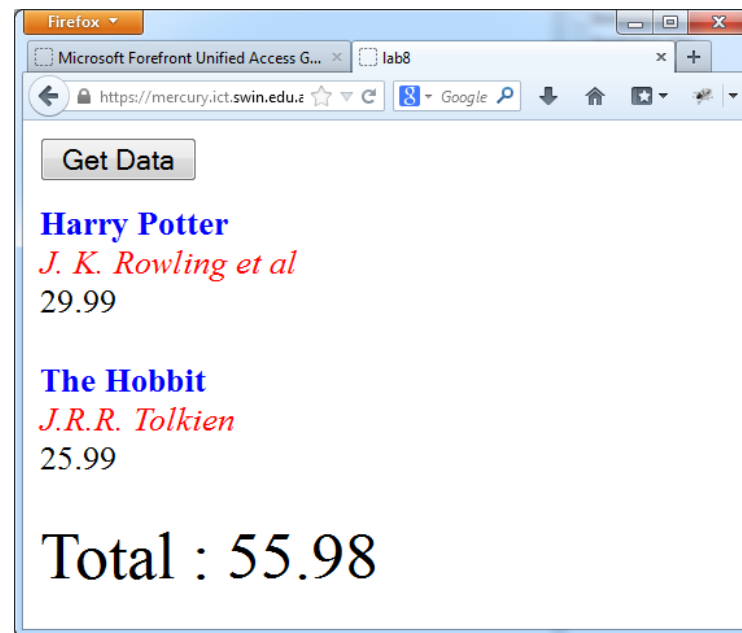 Firefox
Microsoft Forefront Unified Access G... lab8
https://mercury.ict.swin.edu.a Google
Get Data
Harry Potter
J. K. Rowling et al
29.99
The Hobbit
J.R.R. Tolkien
25.99
Total : 55.98